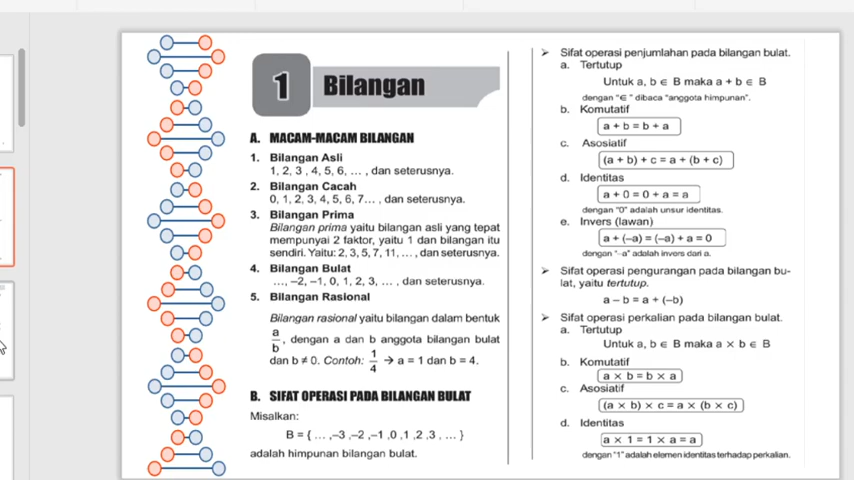 1 Bilangan
A. MACAM-MACAM BILANGAN
1. Bilangan Asli
1, 2, 3 , 4, 5, 6, … , dan seterusnya.
2. Bilangan Cacah
0, 1, 2, 3, 4, 5, 6, 7… , dan seterusnya.
3. Bilangan Prima
Bilangan prima yaitu bilangan asli yang tepat
mempunyai 2 faktor, yaitu 1 dan bilangan itu
sendiri. Yaitu: 2, 3, 5, 7, 11, … , dan seterusnya.
4. Bilangan Bulat
…, –2, –1, 0, 1, 2, 3, … , dan seterusnya.
5. Bilangan Rasional
Bilangan rasional yaitu bilangan dalam bentuk
a/b, dengan a dan b anggota bilangan bulat
dan b ≠ 0. Contoh: 1/4 → a = 1 dan b = 4.
B. SIFAT OPERASI PADA BILANGAN BULAT
Misalkan:
B = { … ,–3 ,–2 ,–1 ,0 ,1 ,2 ,3 , … }
adalah himpunan bilangan bulat.
➢ Sifat operasi penjumlahan pada bilangan bulat.
a. Tertutup
Untuk a, b ∈ B maka a + b ∈ B
dengan "∈ " dibaca "anggota himpunan".
b. Komutatif
a + b = b + a
c. Asosiatif
(a + b) + c = a + (b + c)
d. Identitas
a + 0 = 0 + a = a
dengan "0" adalah unsur identitas.
e. Invers (lawan)
a + (–a) = (–a) + a = 0
dengan "–a" adalah invers dari a.
➢ Sifat operasi pengurangan pada bilangan bu-
lat, yaitu tertutup.
a – b = a + (–b)
➢ Sifat operasi perkalian pada bilangan bulat.
a. Tertutup
Untuk a, b ∈ B maka a × b ∈ B
b. Komutatif
a × b = b × a
c. Asosiatif
(a × b) × c = a × (b × c)
d. Identitas
a × 1 = 1 × a = a
dengan "1" adalah elemen identitas terhadap perkalian.